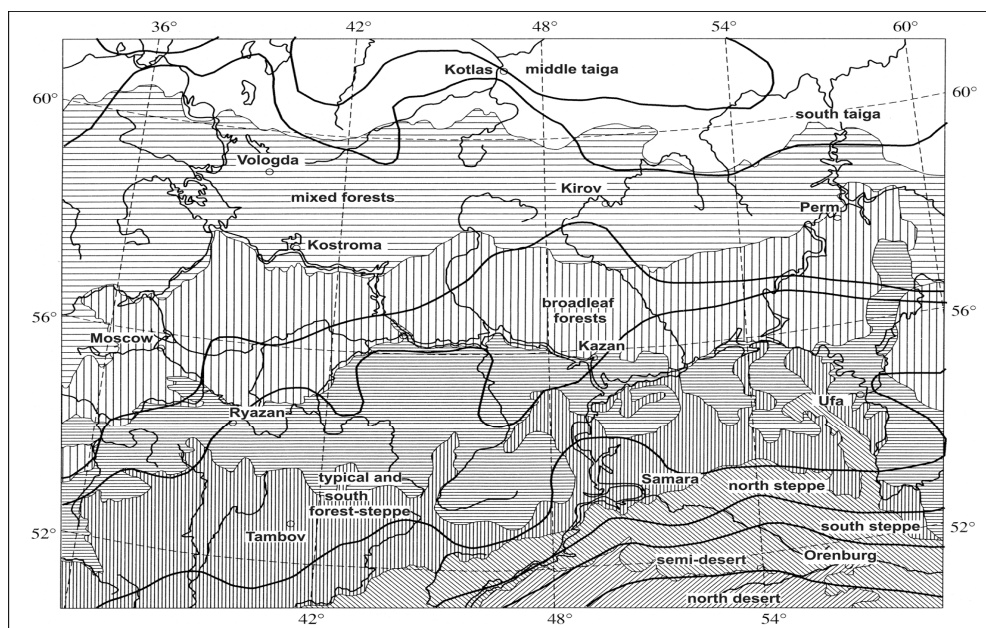 36° 42° 48° 54° 60°
Kotlas middle taiga
60° 60°
south taiga
Vologda
mixed forests Kirov
Perm
Kostroma
broadleaf
forests
56° 56°
Moscow
Kazan
Ufa
Ryazan
typical and
south
forest-steppe
Samara
north steppe
Tambov
south steppe
52° 52°
Orenburg
semi-desert
north desert
42° 48° 54°